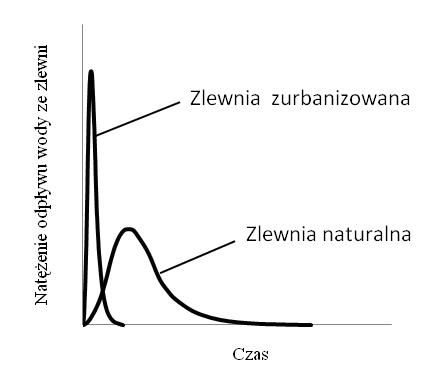 Natężenie odpływu wody ze zlewni
Zlewnia zurbanizowana
Zlewnia naturalna
Czas